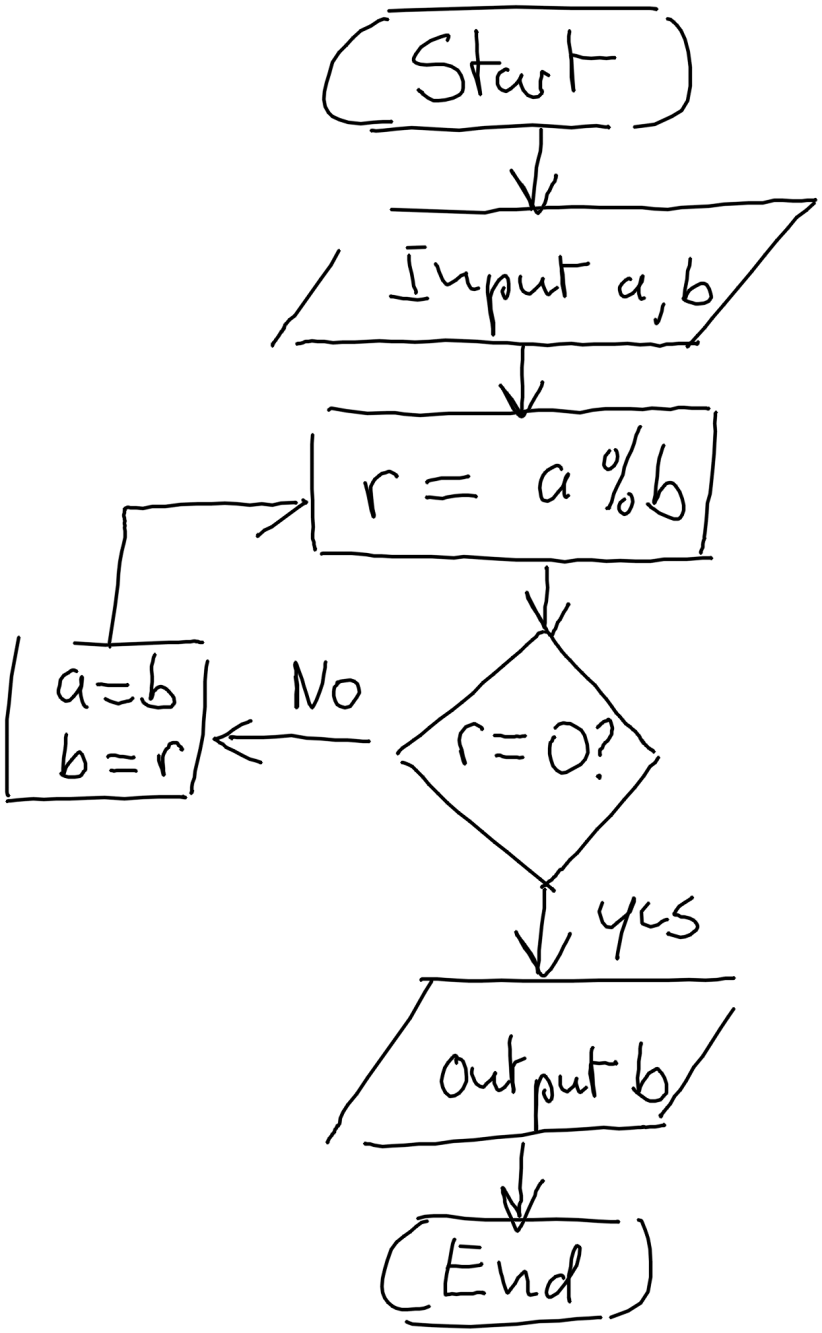 Start
Input a, b
r = a % b
r = 0?
No
a = b
b = r
yes
output b
End